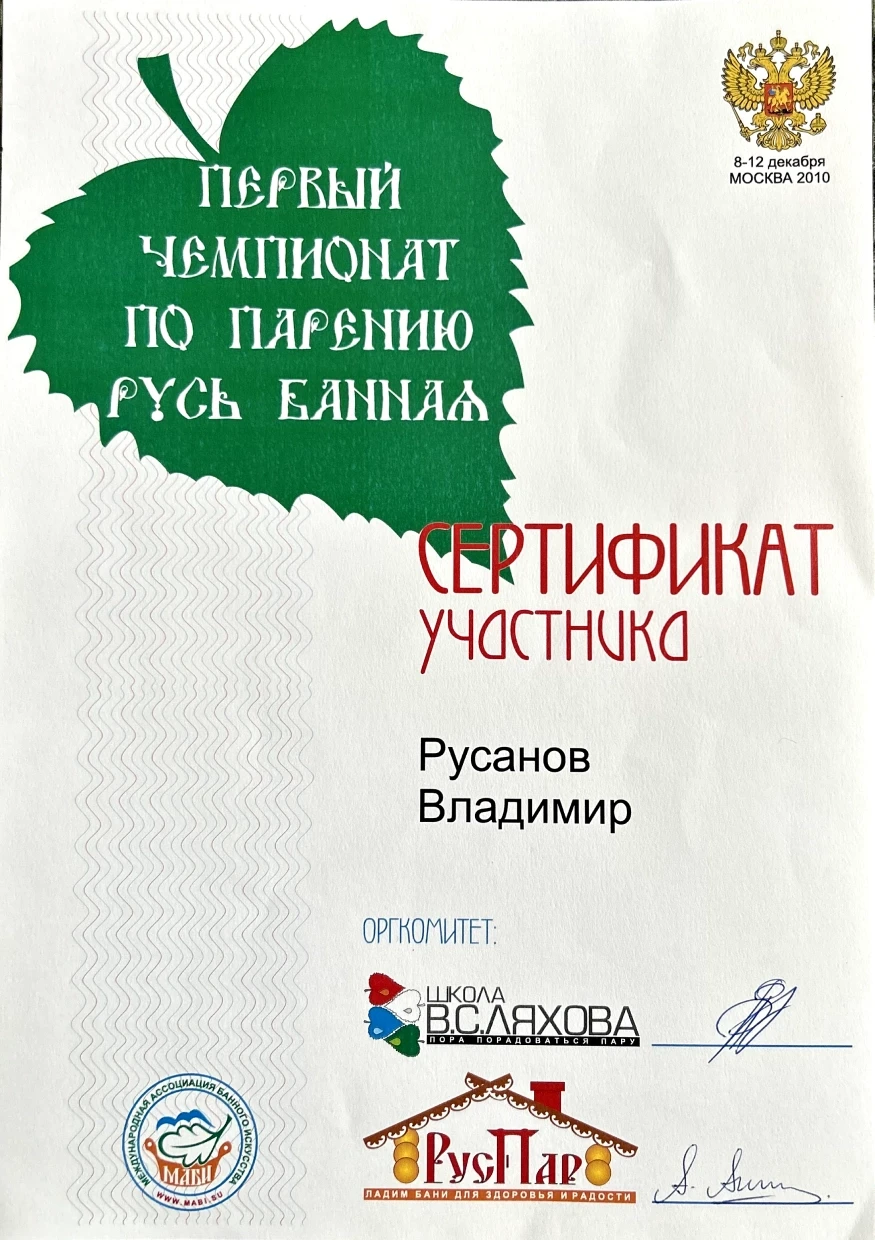 8-12 декабря
МОСКВА 2010
ПЕРВЫЙ
ЧЕМПИОНАТ
ПО ПАРЕНИЮ
РУСЬ БАННАЯ
СЕРТИФИКАТ
УЧАСТНИКА
Русанов
Владимир
ОРГКОМИТЕТ:
ШКОЛА
В.С.ЛЯХОВА
ПОРА ПОРАДОВАТЬСЯ ПАРУ
РусПар
ЛАДИМ БАНИ ДЛЯ ЗДОРОВЬЯ И РАДОСТИ
МЕЖДУНАРОДНАЯ АССОЦИАЦИЯ БАННОГО ИСКУССТВА
МАБИ
WWW.MABI.SU